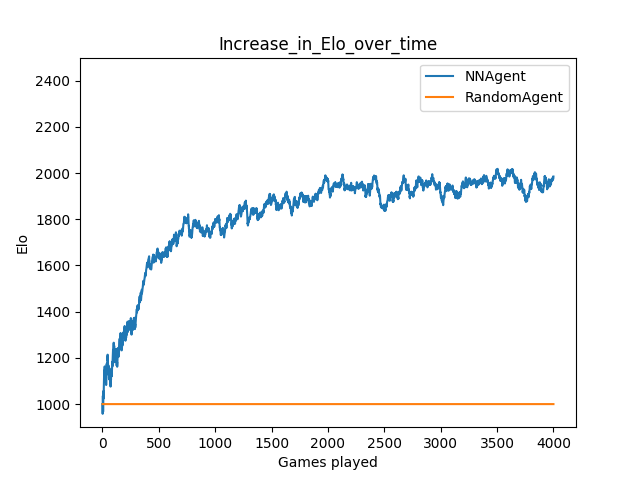 Increase_in_Elo_over_time
NNAgent
RandomAgent
2400
2200
2000
1800
1600
1400
1200
1000
Elo
0 500 1000 1500 2000 2500 3000 3500 4000
Games played